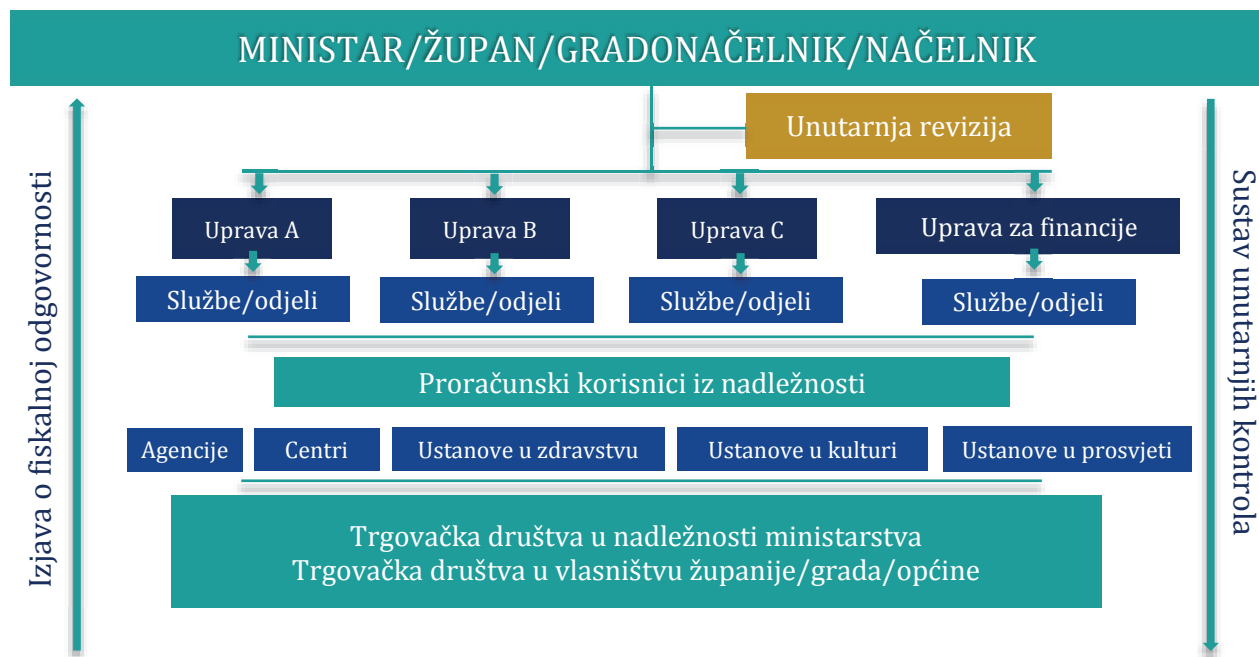 MINISTAR/ŽUPAN/GRADONAČELNIK/NAČELNIK
Unutarnja revizija
Izjava o fiskalnoj odgovornosti
Sustav unutarnjih kontrola
Uprava A
Uprava B
Uprava C
Uprava za financije
Službe/odjeli
Službe/odjeli
Službe/odjeli
Službe/odjeli
Proračunski korisnici iz nadležnosti
Agencije
Centri
Ustanove u zdravstvu
Ustanove u kulturi
Ustanove u prosvjeti
Trgovačka društva u nadležnosti ministarstva
Trgovačka društva u vlasništvu županije/grada/općine